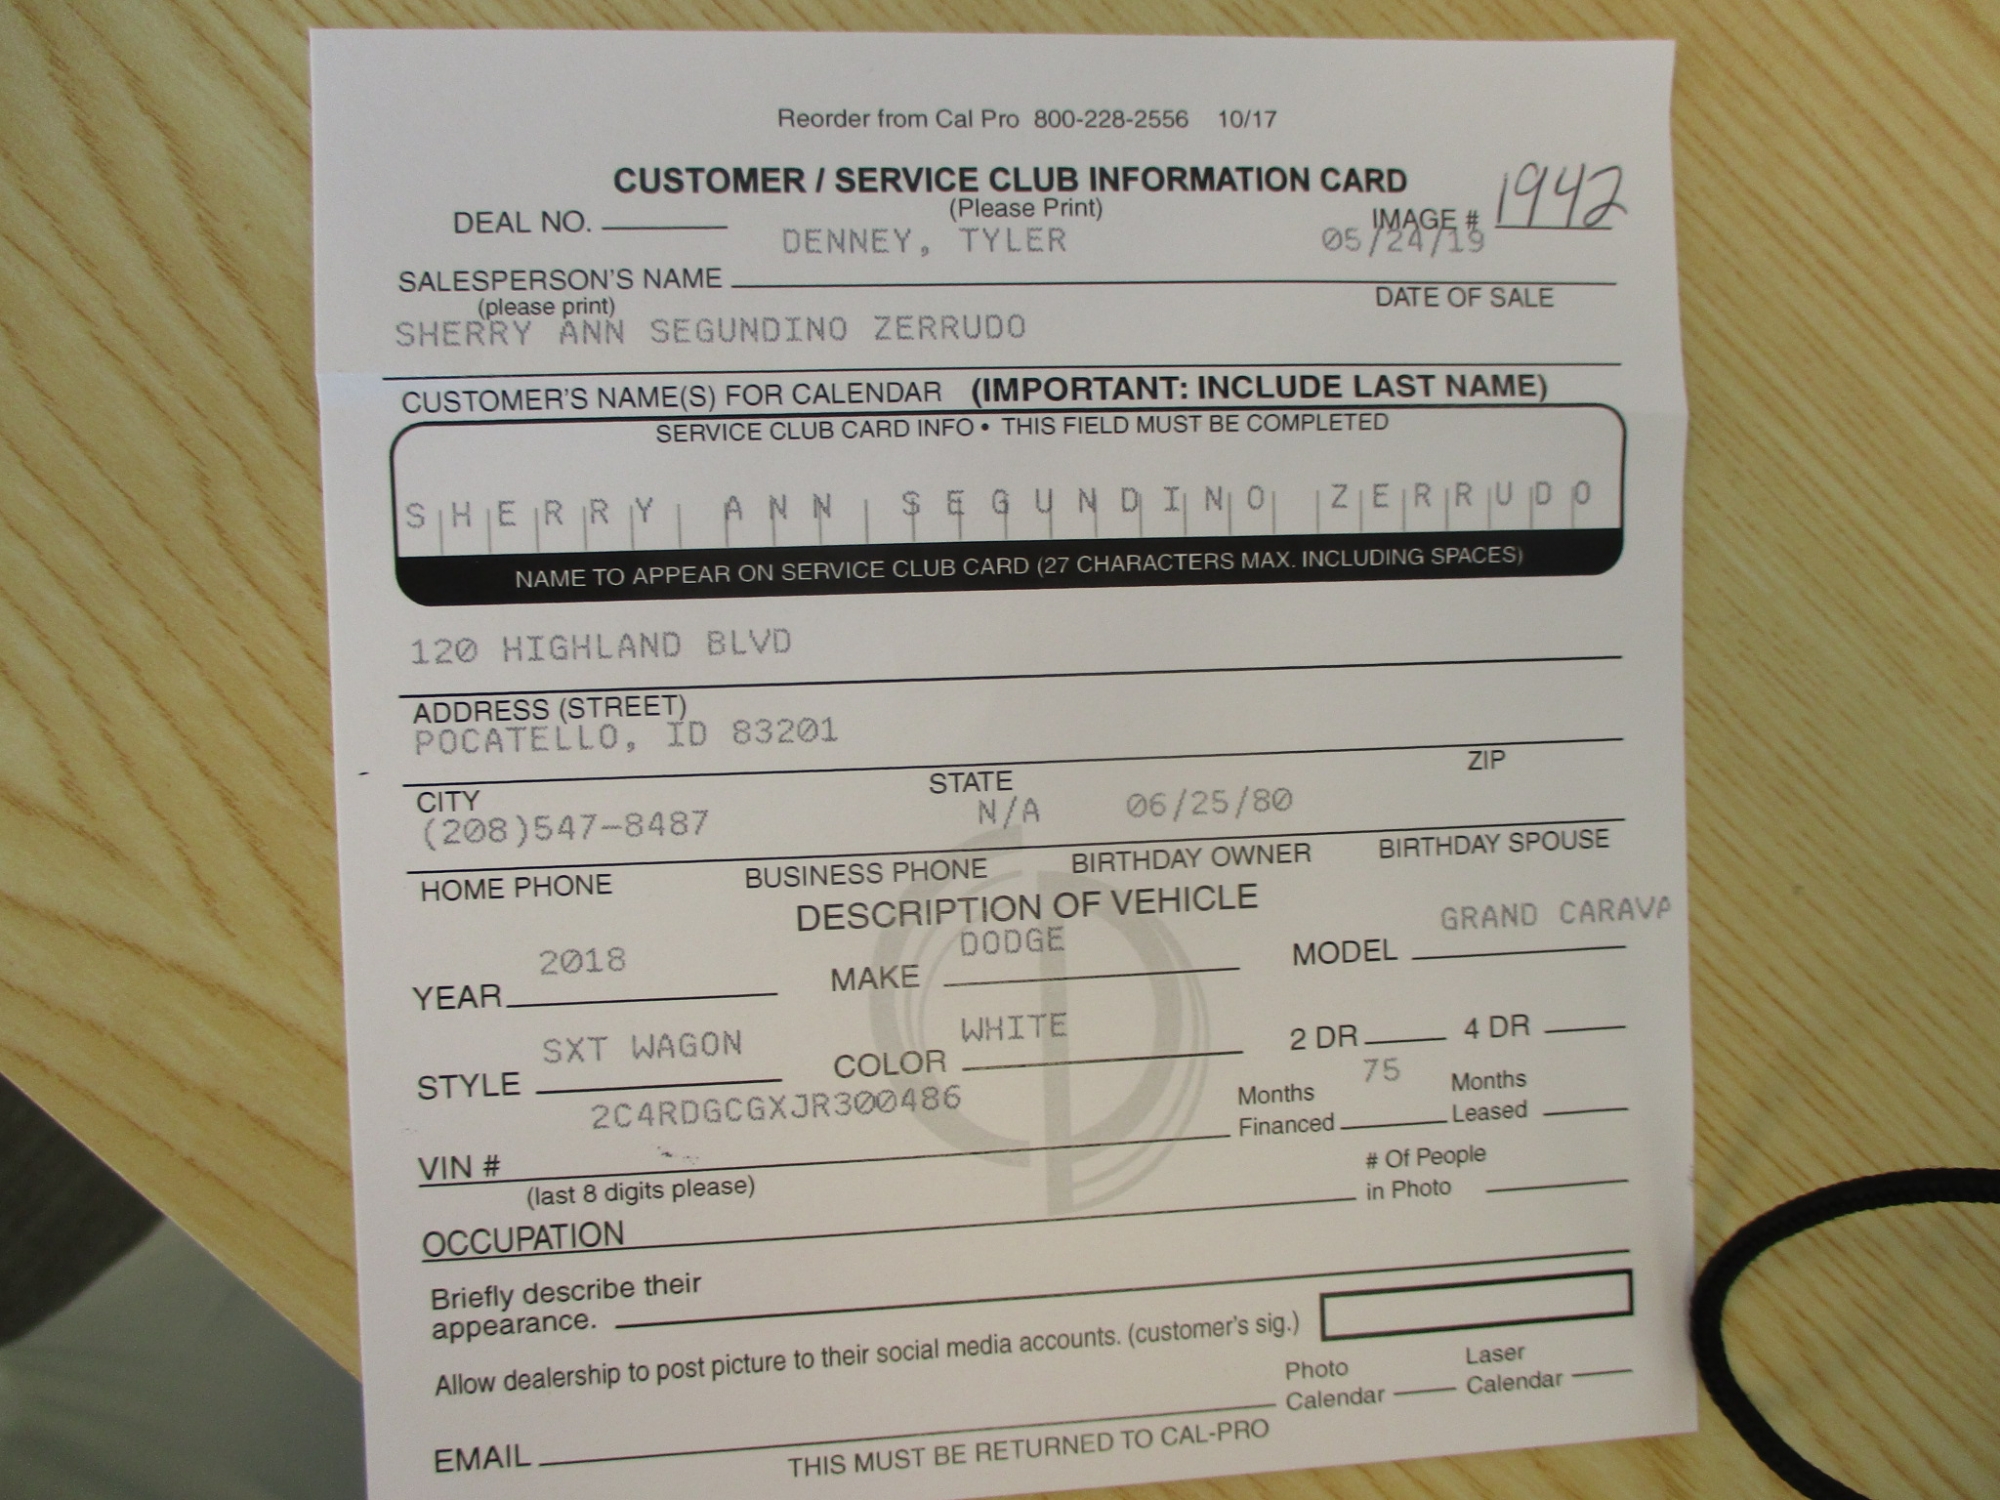 Reorder from Cal Pro 800-228-2556 10/17
CUSTOMER / SERVICE CLUB INFORMATION CARD
(Please Print)
DEAL NO.
IMAGE # 1942
DENNEY, TYLER 05/24/19
SALESPERSON'S NAME
(please print)
DATE OF SALE
SHERRY ANN SEGUNDINO ZERRUDO
CUSTOMER'S NAME(S) FOR CALENDAR (IMPORTANT: INCLUDE LAST NAME)
SERVICE CLUB CARD INFO • THIS FIELD MUST BE COMPLETED
SHERRY ANN SEGUNDINO ZERRUDO
NAME TO APPEAR ON SERVICE CLUB CARD (27 CHARACTERS MAX. INCLUDING SPACES)
120 HIGHLAND BLVD
ADDRESS (STREET)
POCATELLO, ID 83201
CITY STATE ZIP
(208)547-8487 N/A 06/25/80
HOME PHONE BUSINESS PHONE BIRTHDAY OWNER BIRTHDAY SPOUSE
DESCRIPTION OF VEHICLE
YEAR 2018 MAKE DODGE MODEL GRAND CARAVA
STYLE SXT WAGON COLOR WHITE 2 DR 4 DR
VIN # 2C4RDGCGXJR300486 Months Financed 75 Months Leased
(last 8 digits please)
OCCUPATION # Of People in Photo
Briefly describe their
appearance.
Allow dealership to post picture to their social media accounts. (customer's sig.)
EMAIL Photo Calendar Laser Calendar
THIS MUST BE RETURNED TO CAL-PRO